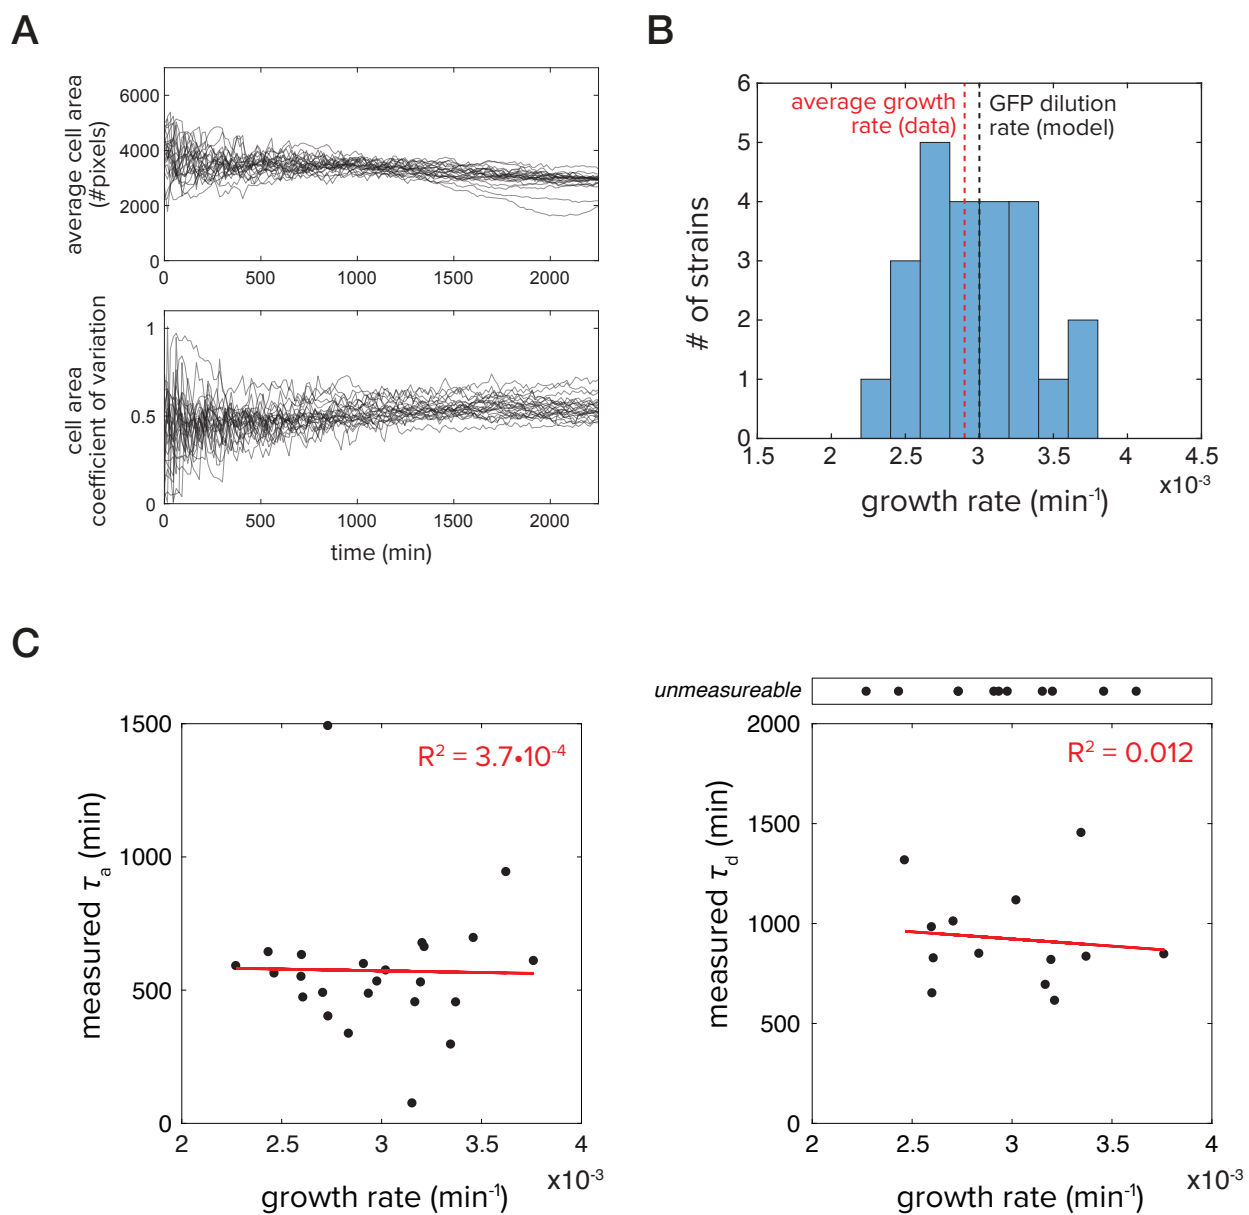 A
average cell area
(#pixels)
6000
4000
2000
0
0 500 1000 1500 2000
cell area
coefficient of variation
1
0.5
0
0 500 1000 1500 2000
time (min)
B
# of strains
6
5
4
3
2
1
0
average growth
rate (data)
GFP dilution
rate (model)
1.5 2 2.5 3 3.5 4 4.5
x10⁻³
growth rate (min⁻¹)
C
measured τₐ (min)
1500
1000
500
0
R² = 3.7•10⁻⁴
2 2.5 3 3.5 4
x10⁻³
growth rate (min⁻¹)
unmeasureable
measured τ_d (min)
2000
1500
1000
500
0
R² = 0.012
2 2.5 3 3.5 4
x10⁻³
growth rate (min⁻¹)